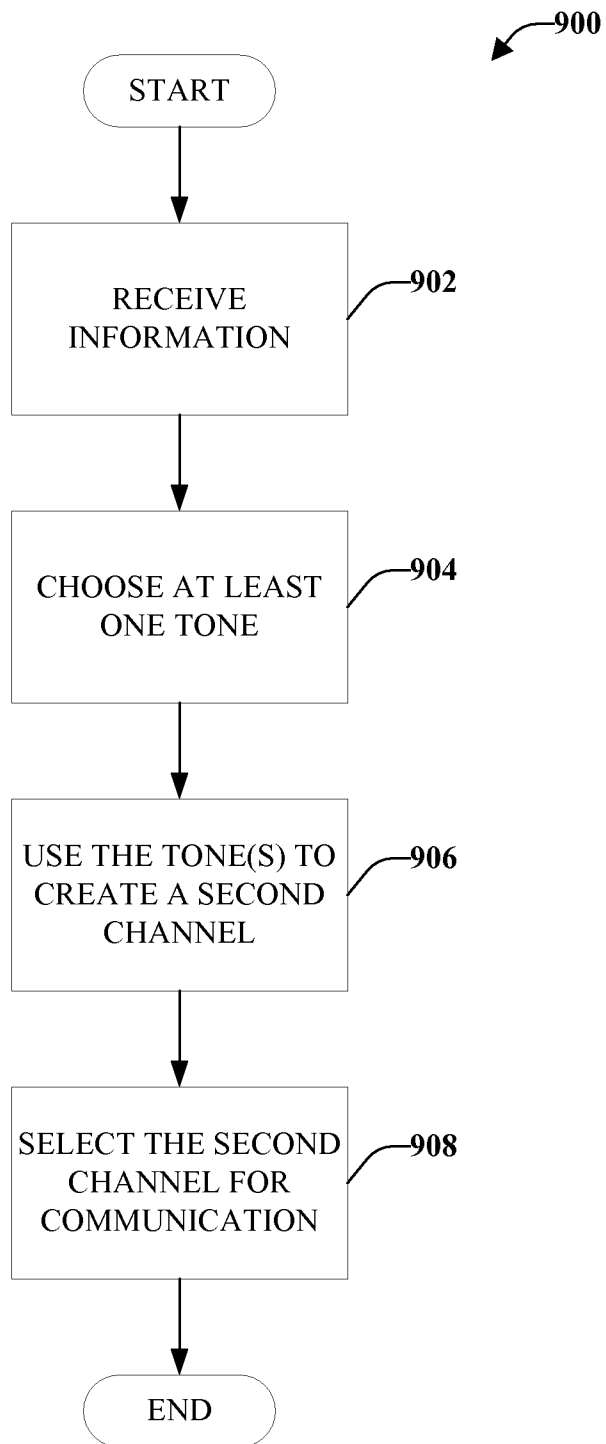 900
START
RECEIVE
INFORMATION
902
CHOOSE AT LEAST
ONE TONE
904
USE THE TONE(S) TO
CREATE A SECOND
CHANNEL
906
SELECT THE SECOND
CHANNEL FOR
COMMUNICATION
908
END